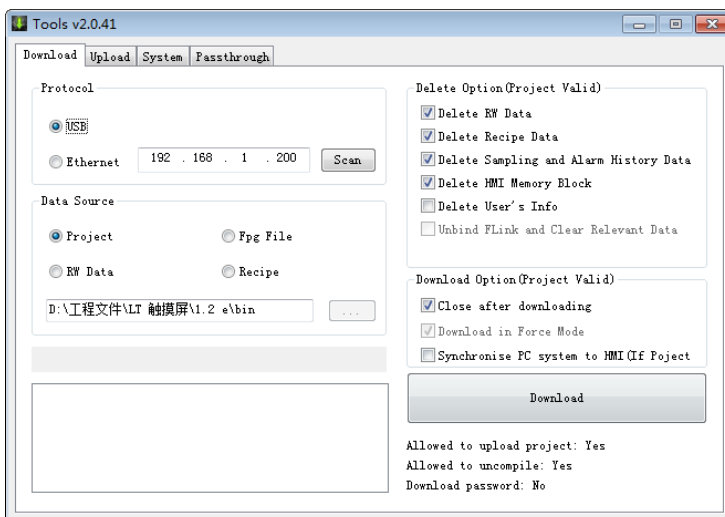 Tools v2.0.41
Download Upload System Passthrough
Protocol
USB
Ethernet 192 . 168 . 1 . 200 Scan
Data Source
Project Fpg File
RW Data Recipe
D:\工程文件\LT 触摸屏\1.2 e\bin ...
Delete Option(Project Valid)
Delete RW Data
Delete Recipe Data
Delete Sampling and Alarm History Data
Delete HMI Memory Block
Delete User's Info
Unbind FLink and Clear Relevant Data
Download Option(Project Valid)
Close after downloading
Download in Force Mode
Synchronise PC system to HMI(If Poject
Download
Allowed to upload project: Yes
Allowed to uncompile: Yes
Download password: No